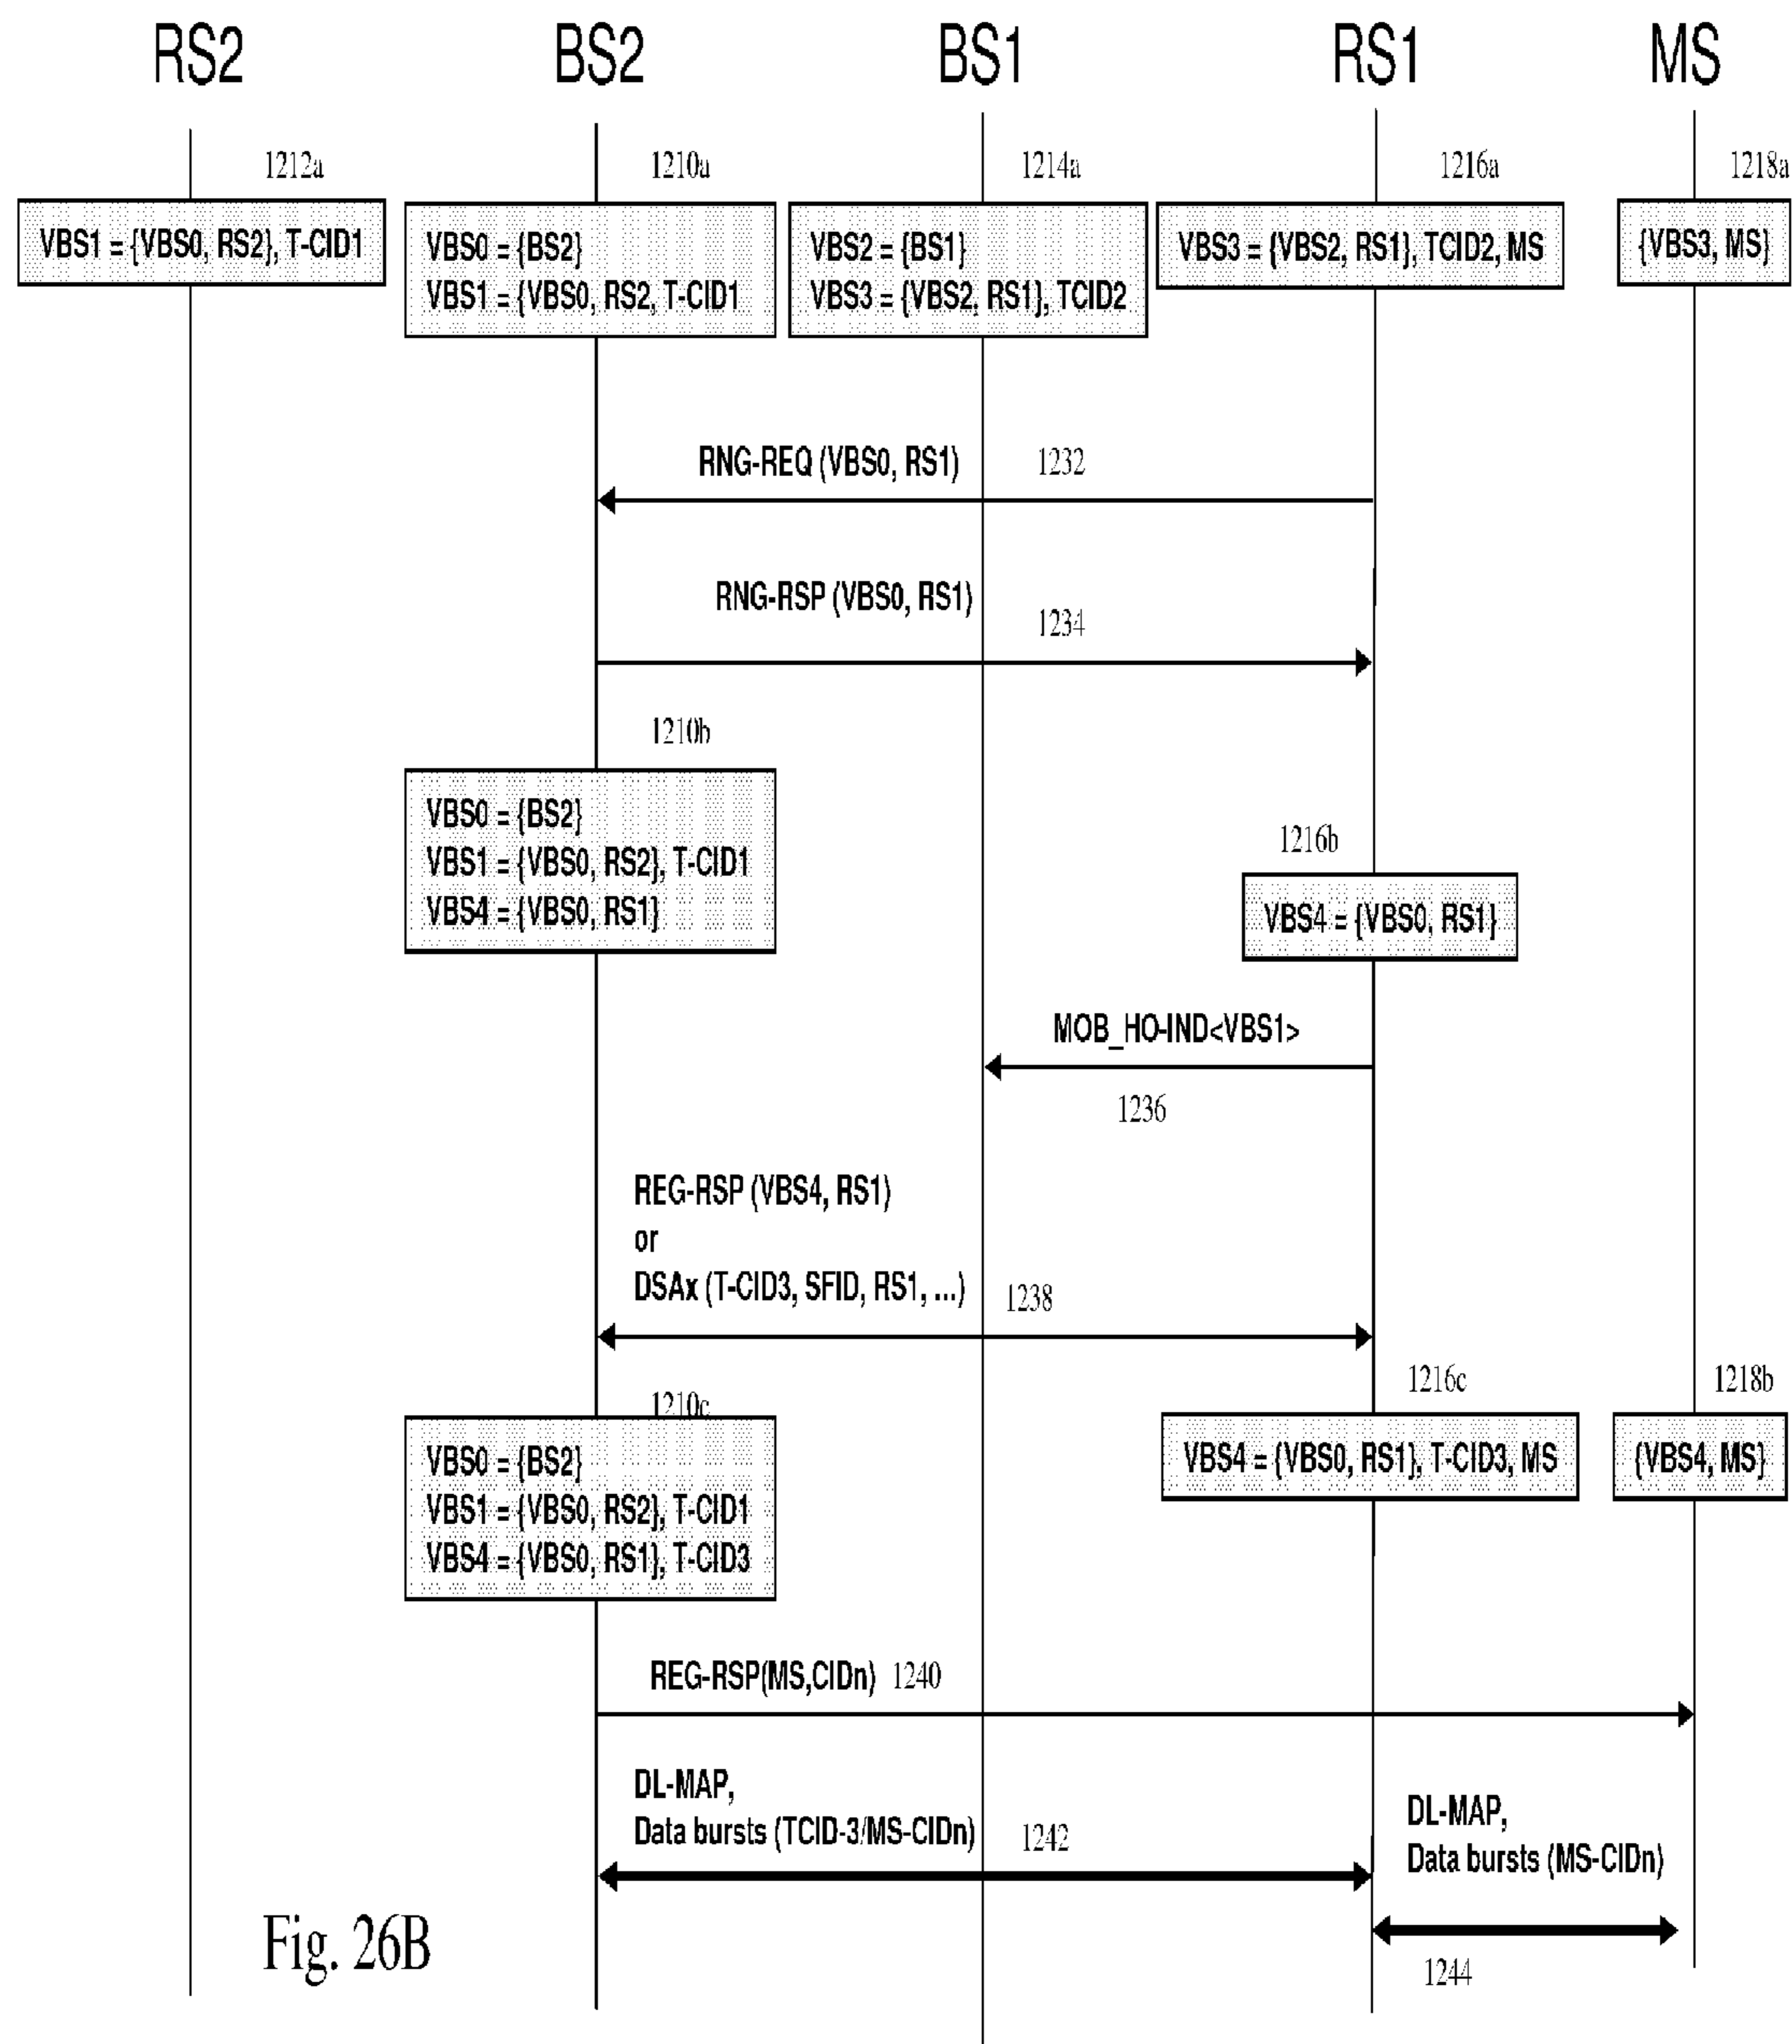 RS2 BS2 BS1 RS1 MS
1212a 1210a 1214a 1216a 1218a
VBS1 = {VBS0, RS2}, T-CID1
VBS0 = {BS2}
VBS1 = {VBS0, RS2, T-CID1
VBS2 = {BS1}
VBS3 = {VBS2, RS1}, TCID2
VBS3 = {VBS2, RS1}, TCID2, MS
{VBS3, MS}
RNG-REQ (VBS0, RS1) 1232
RNG-RSP (VBS0, RS1)
1234
1210b
VBS0 = {BS2}
VBS1 = {VBS0, RS2}, T-CID1
VBS4 = {VBS0, RS1}
1216b
VBS4 = {VBS0, RS1}
MOB_HO-IND<VBS1>
1236
REG-RSP (VBS4, RS1)
or
DSAx (T-CID3, SFID, RS1, ...) 1238
1210c
VBS0 = {BS2}
VBS1 = {VBS0, RS2}, T-CID1
VBS4 = {VBS0, RS1}, T-CID3
1216c
VBS4 = {VBS0, RS1}, T-CID3, MS
1218b
{VBS4, MS}
REG-RSP(MS,CIDn) 1240
DL-MAP,
Data bursts (TCID-3/MS-CIDn) 1242
DL-MAP,
Data bursts (MS-CIDn)
1244
Fig. 26B